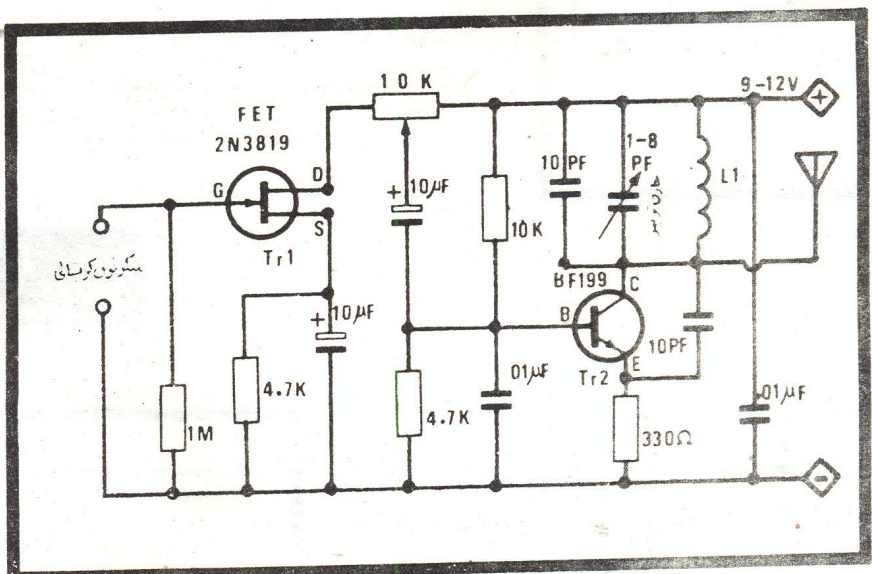 10K
9-12V
+
FET
2N3819
G
D
S
Tr1
+ 10µF
10 PF
1-8
PF
L1
10K
میکروفون کریستالی
+ 10µF
BF199
C
B
E
Tr2
10PF
1M
4.7K
4.7K
01µF
330Ω
01µF
-